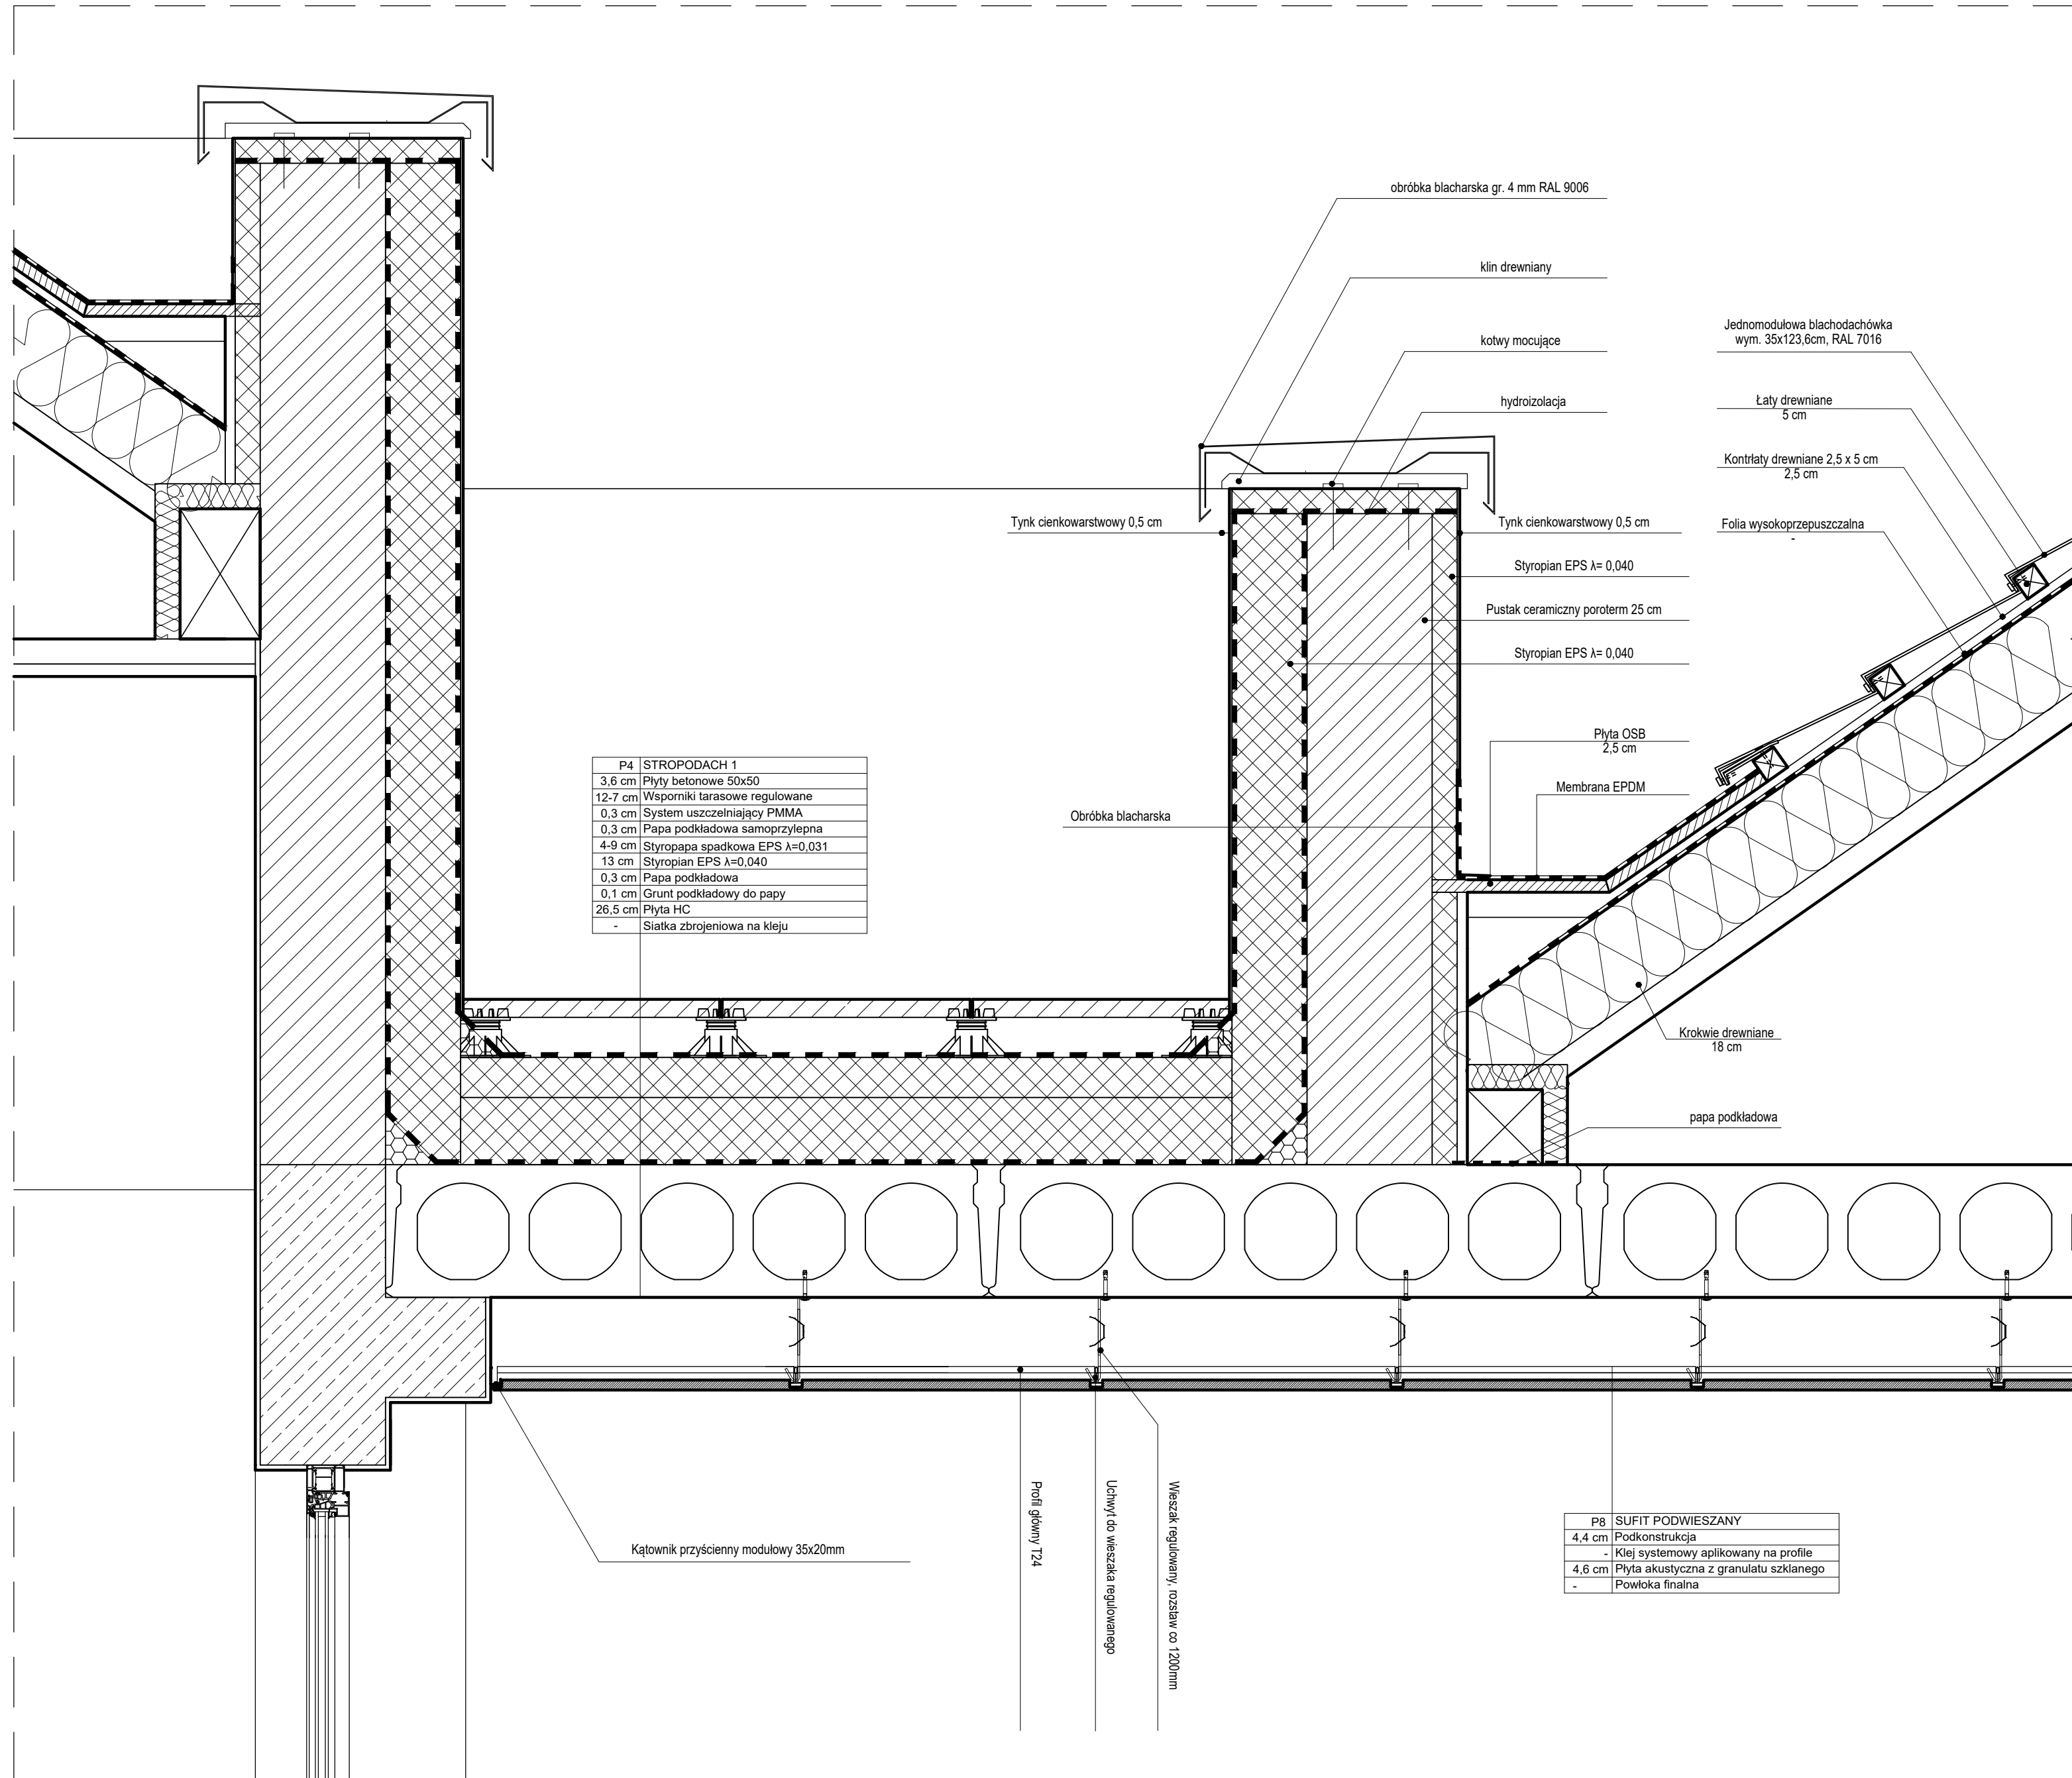 obróbka blacharska gr. 4 mm RAL 9006
klin drewniany
kotwy mocujące
hydroizolacja
Jednomodułowa blachodachówka
wym. 35x123,6cm, RAL 7016
Łaty drewniane
5 cm
Kontrłaty drewniane 2,5 x 5 cm
2,5 cm
Folia wysokoprzepuszczalna
-
Tynk cienkowarstwowy 0,5 cm
Tynk cienkowarstwowy 0,5 cm
Styropian EPS λ= 0,040
Pustak ceramiczny poroterm 25 cm
Styropian EPS λ= 0,040
Płyta OSB
2,5 cm
Membrana EPDM
Obróbka blacharska
P4 STROPODACH 1
3,6 cm Płyty betonowe 50x50
12-7 cm Wsporniki tarasowe regulowane
0,3 cm System uszczelniający PMMA
0,3 cm Papa podkładowa samoprzylepna
4-9 cm Styropapa spadkowa EPS λ=0,031
13 cm Styropian EPS λ=0,040
0,3 cm Papa podkładowa
0,1 cm Grunt podkładowy do papy
26,5 cm Płyta HC
- Siatka zbrojeniowa na kleju
Krokwie drewniane
18 cm
papa podkładowa
Kątownik przyścienny modułowy 35x20mm
Profil główny T24
Uchwyt do wieszaka regulowanego
Wieszak regulowany, rozstaw co 1200mm
P8 SUFIT PODWIESZANY
4,4 cm Podkonstrukcja
- Klej systemowy aplikowany na profile
4,6 cm Płyta akustyczna z granulatu szklanego
- Powłoka finalna